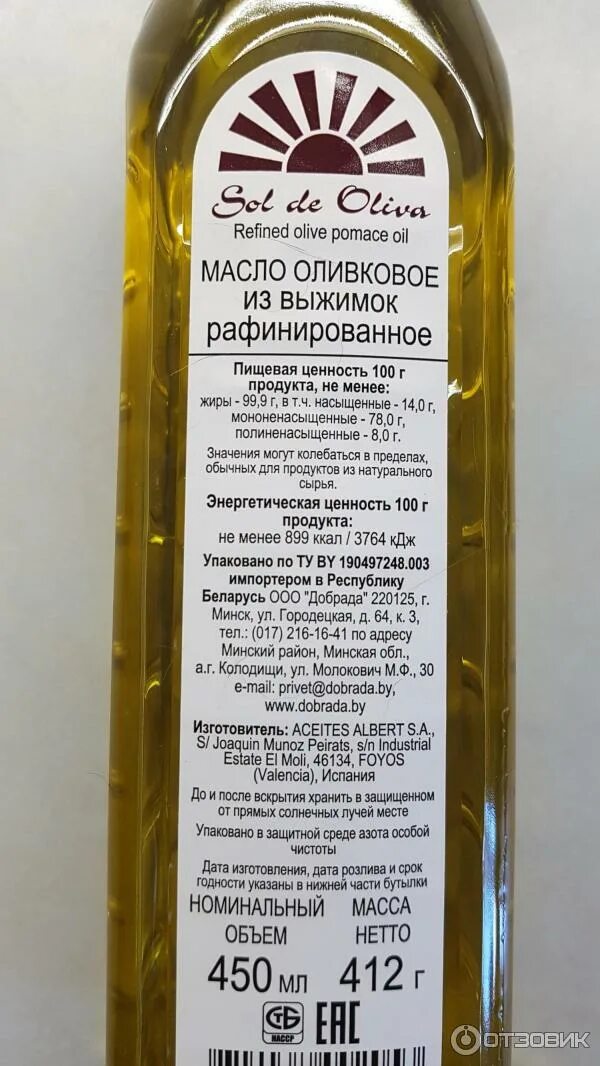 Sol de Oliva
Refined olive pomace oil
МАСЛО ОЛИВКОВОЕ
ИЗ ВЫЖИМОК
рафинированное
Пищевая ценность 100 г
продукта, не менее:
жиры - 99,9 г, в т.ч. насыщенные - 14,0 г,
мононенасыщенные - 78,0 г,
полиненасыщенные - 8,0 г.
Значения могут колебаться в пределах,
обычных для продуктов из натурального
сырья.
Энергетическая ценность 100 г
продукта:
не менее 899 ккал / 3764 кДж
Упаковано по ТУ BY 190497248.003
импортером в Республику
Беларусь ООО "Добрада" 220125, г.
Минск, ул. Городецкая, д. 64, к. 3,
тел.: (017) 216-16-41 по адресу
Минский район, Минская обл.,
а.г. Колодищи, ул. Молокович М.Ф., 30
e-mail: privet@dobrada.by,
www.dobrada.by
Изготовитель: ACEITES ALBERT S.A.,
S/ Joaquin Munoz Peirats, s/n Industrial
Estate El Moli, 46134, FOYOS
(Valencia), Испания
До и после вскрытия хранить в защищенном
от прямых солнечных лучей месте
Упаковано в защитной среде азота особой
чистоты
Дата изготовления, дата розлива и срок
годности указаны в нижней части бутылки
НОМИНАЛЬНЫЙ МАССА
ОБЪЕМ НЕТТО
450 мл 412 г
СТБ
НАССР
ЕАС
ОТЗОВИК